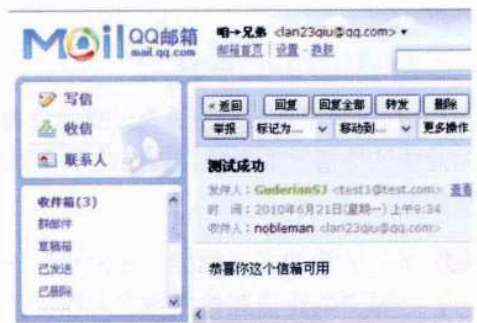 Mail QQ邮箱
mail.qq.com
咱→兄弟 <lan23qiu@qq.com>
邮箱首页 | 设置 - 换肤
写信
收信
联系人
收件箱(3)
群邮件
草稿箱
已发送
已删除
«返回 回复 回复全部 转发 删除
举报 标记为... 移动到... 更多操作
测试成功
发件人：GuderianSJ <test1@test.com> 查看
时 间：2010年6月21日(星期一) 上午9:34
收件人：nobleman <lan23qiu@qq.com>
恭喜你这个信箱可用